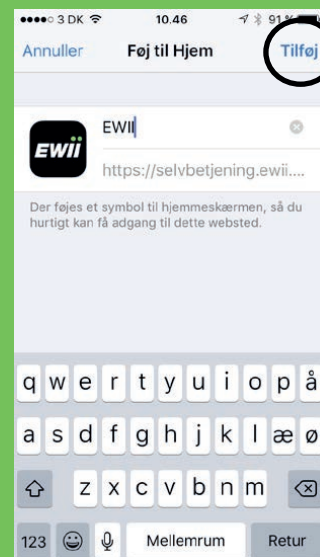 3 DK 10.46 91 %
Annuller Føj til Hjem Tilføj
EWII
EWII
https://selvbetjening.ewii....
Der føjes et symbol til hjemmeskærmen, så du
hurtigt kan få adgang til dette websted.
q w e r t y u i o p å
a s d f g h j k l æ ø
z x c v b n m
123 Mellemrum Retur